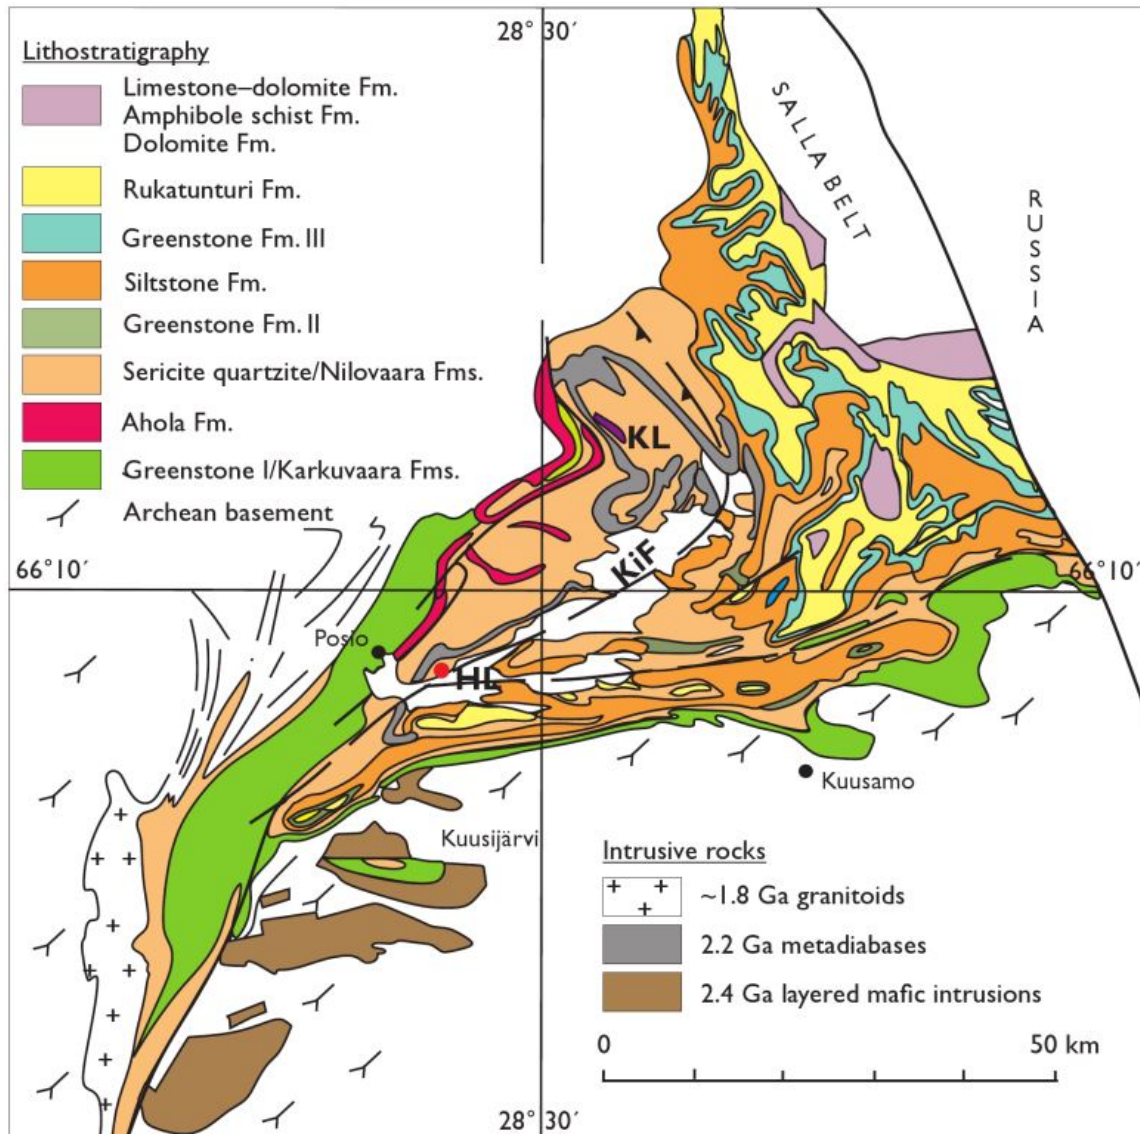 Lithostratigraphy
Limestone–dolomite Fm.
Amphibole schist Fm.
Dolomite Fm.
Rukatunturi Fm.
Greenstone Fm. III
Siltstone Fm.
Greenstone Fm. II
Sericite quartzite/Nilovaara Fms.
Ahola Fm.
Greenstone I/Karkuvaara Fms.
Archean basement
28° 30´
SALLA BELT
RUSSIA
KL
KiF
66° 10´
66° 10´
Posio
HL
Kuusamo
Kuusijärvi
Intrusive rocks
~1.8 Ga granitoids
2.2 Ga metadiabases
2.4 Ga layered mafic intrusions
0 50 km
28° 30´